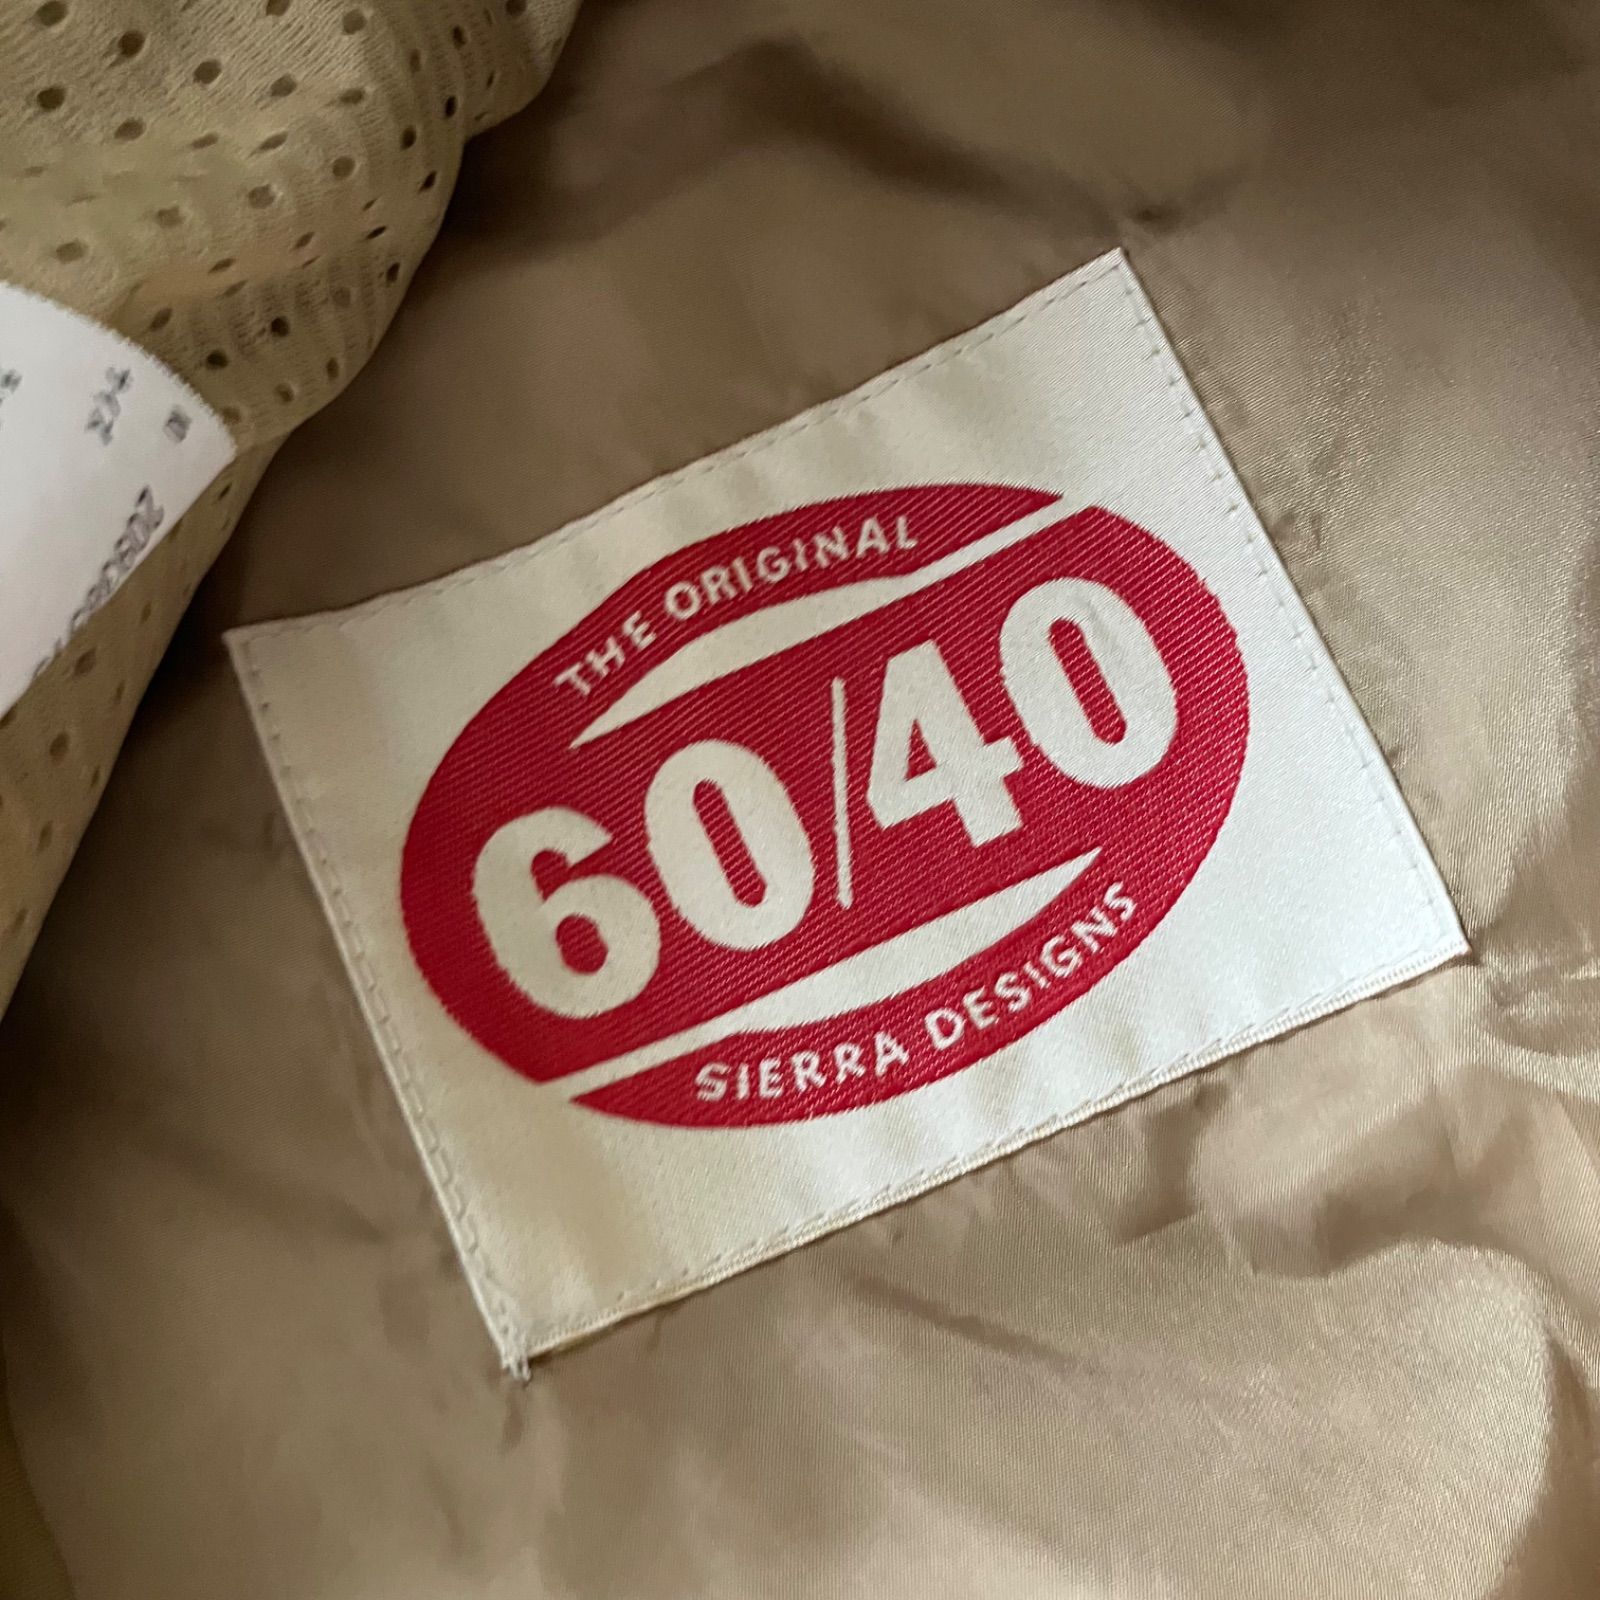 THE ORIGINAL
60/40
SIERRA DESIGNS